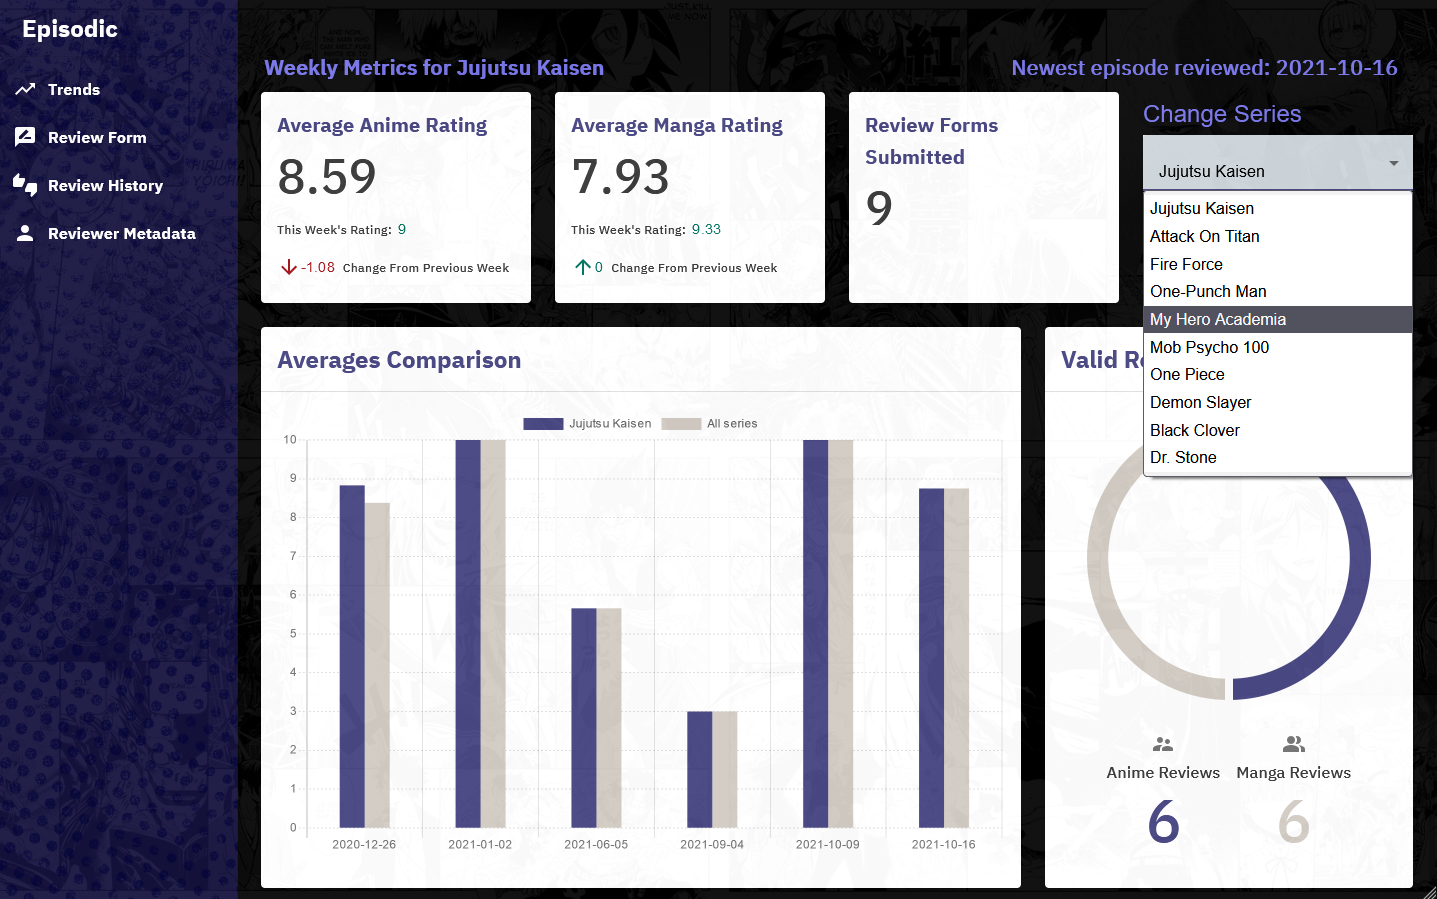 Episodic
Trends
Review Form
Review History
Reviewer Metadata
Weekly Metrics for Jujutsu Kaisen
Newest episode reviewed: 2021-10-16
Average Anime Rating
8.59
This Week's Rating: 9
-1.08 Change From Previous Week
Average Manga Rating
7.93
This Week's Rating: 9.33
0 Change From Previous Week
Review Forms
Submitted
9
Change Series
Jujutsu Kaisen
Jujutsu Kaisen
Attack On Titan
Fire Force
One-Punch Man
My Hero Academia
Mob Psycho 100
One Piece
Demon Slayer
Black Clover
Dr. Stone
Averages Comparison
Jujutsu Kaisen
All series
10
9
8
7
6
5
4
3
2
1
0
2020-12-26
2021-01-02
2021-06-05
2021-09-04
2021-10-09
2021-10-16
Valid
Anime Reviews
6
Manga Reviews
6